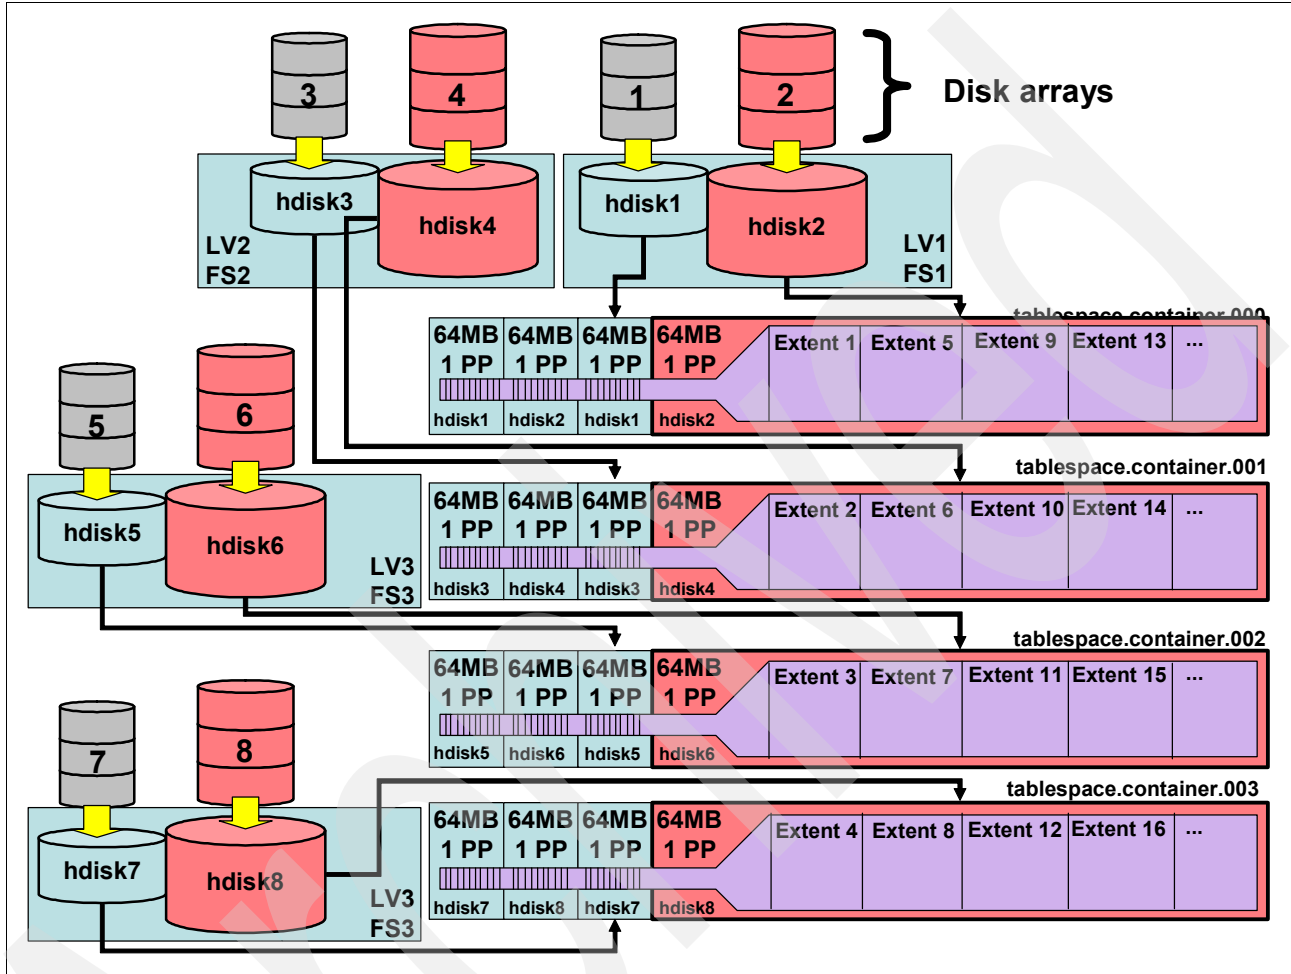 3
4
1
2
Disk arrays
hdisk3
hdisk4
LV2
FS2
hdisk1
hdisk2
LV1
FS1
tablespace.container.000
64MB 64MB 64MB 64MB
1 PP 1 PP 1 PP 1 PP
hdisk1 hdisk2 hdisk1 hdisk2
Extent 1 Extent 5 Extent 9 Extent 13 ...
5
6
hdisk5
hdisk6
LV3
FS3
tablespace.container.001
64MB 64MB 64MB 64MB
1 PP 1 PP 1 PP 1 PP
hdisk3 hdisk4 hdisk3 hdisk4
Extent 2 Extent 6 Extent 10 Extent 14 ...
tablespace.container.002
64MB 64MB 64MB 64MB
1 PP 1 PP 1 PP 1 PP
hdisk5 hdisk6 hdisk5 hdisk6
Extent 3 Extent 7 Extent 11 Extent 15 ...
7
8
hdisk7
hdisk8
LV3
FS3
tablespace.container.003
64MB 64MB 64MB 64MB
1 PP 1 PP 1 PP 1 PP
hdisk7 hdisk8 hdisk7 hdisk8
Extent 4 Extent 8 Extent 12 Extent 16 ...